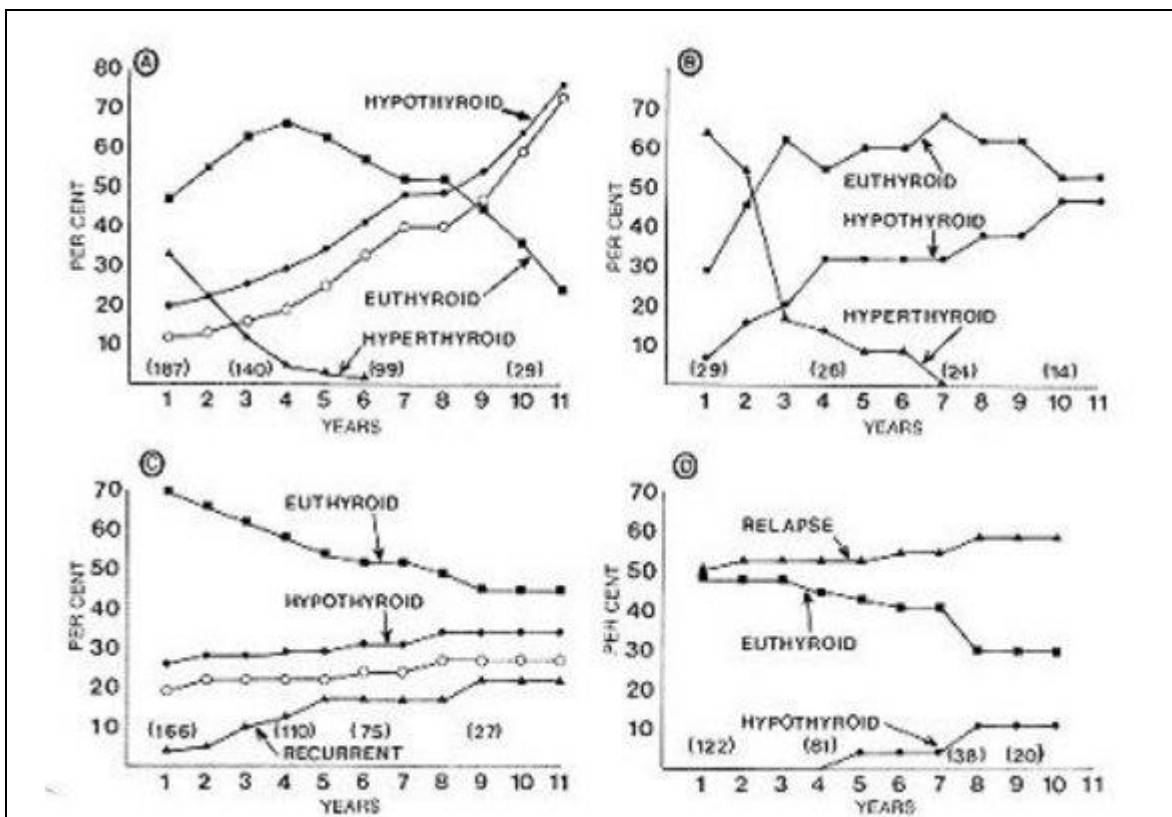 A
80
70
60
50
40
30
20
10
PER CENT
HYPOTHYROID
EUTHYROID
HYPERTHYROID
(187) (140) (99) (29)
1 2 3 4 5 6 7 8 9 10 11
YEARS
B
70
60
50
40
30
20
10
PER CENT
EUTHYROID
HYPOTHYROID
HYPERTHYROID
(29) (26) (24) (14)
1 2 3 4 5 6 7 8 9 10 11
YEARS
C
70
60
50
40
30
20
10
PER CENT
EUTHYROID
HYPOTHYROID
(166) (110) (75) (27)
RECURRENT
1 2 3 4 5 6 7 8 9 10 11
YEARS
D
70
60
50
40
30
20
10
PER CENT
RELAPSE
EUTHYROID
HYPOTHYROID
(122) (81) (38) (20)
1 2 3 4 5 6 7 8 9 10 11
YEARS